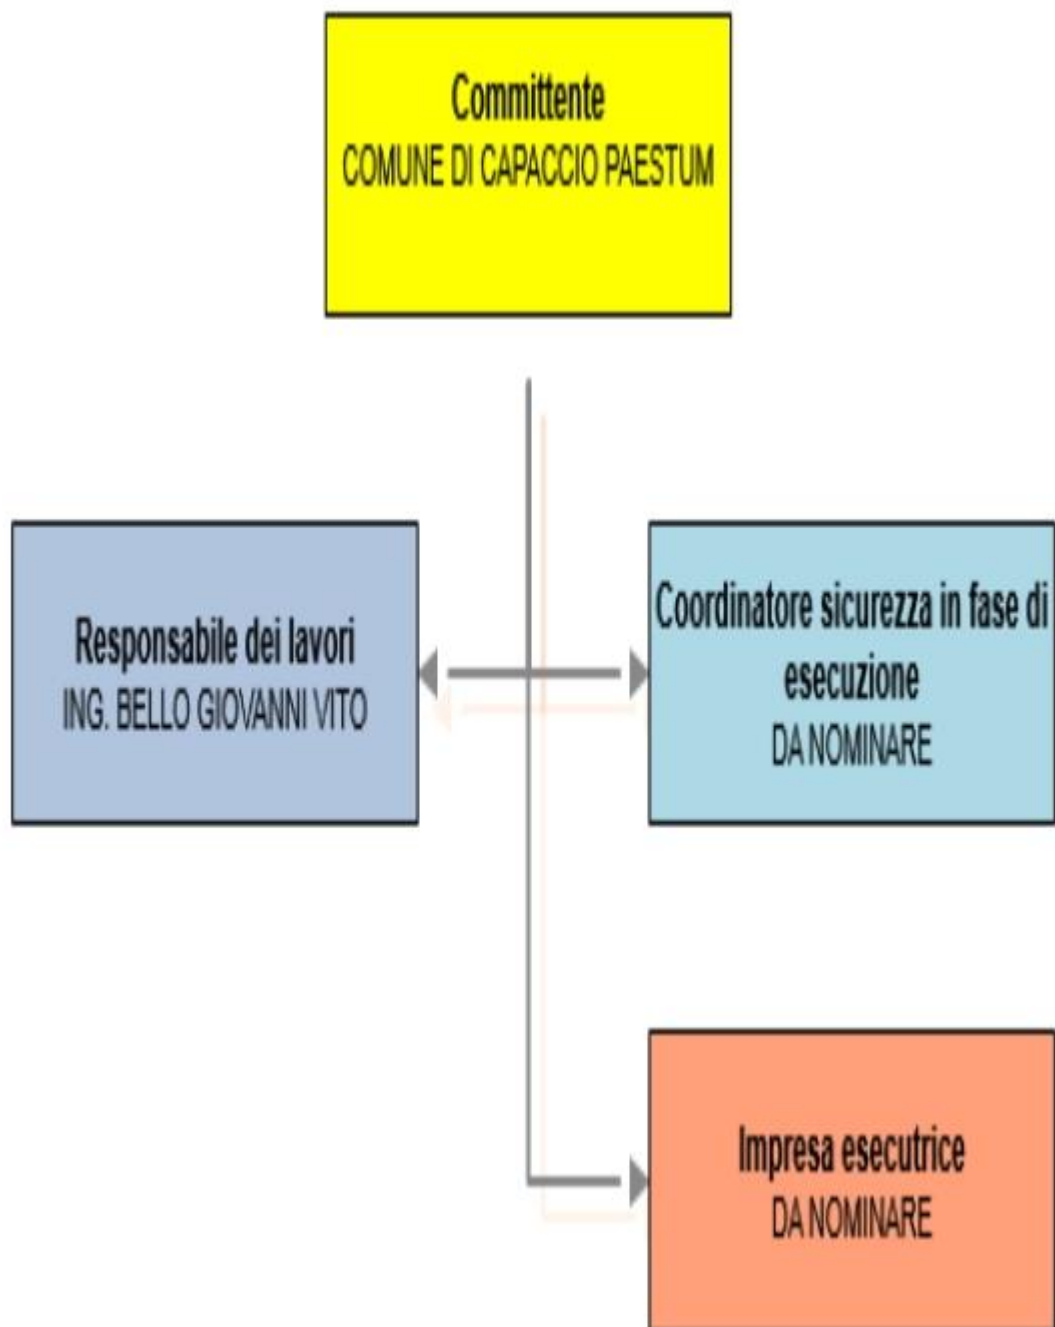 Committente
COMUNE DI CAPACCIO PAESTUM
Responsabile dei lavori
ING. BELLO GIOVANNI VITO
Coordinatore sicurezza in fase di
esecuzione
DA NOMINARE
Impresa esecutrice
DA NOMINARE